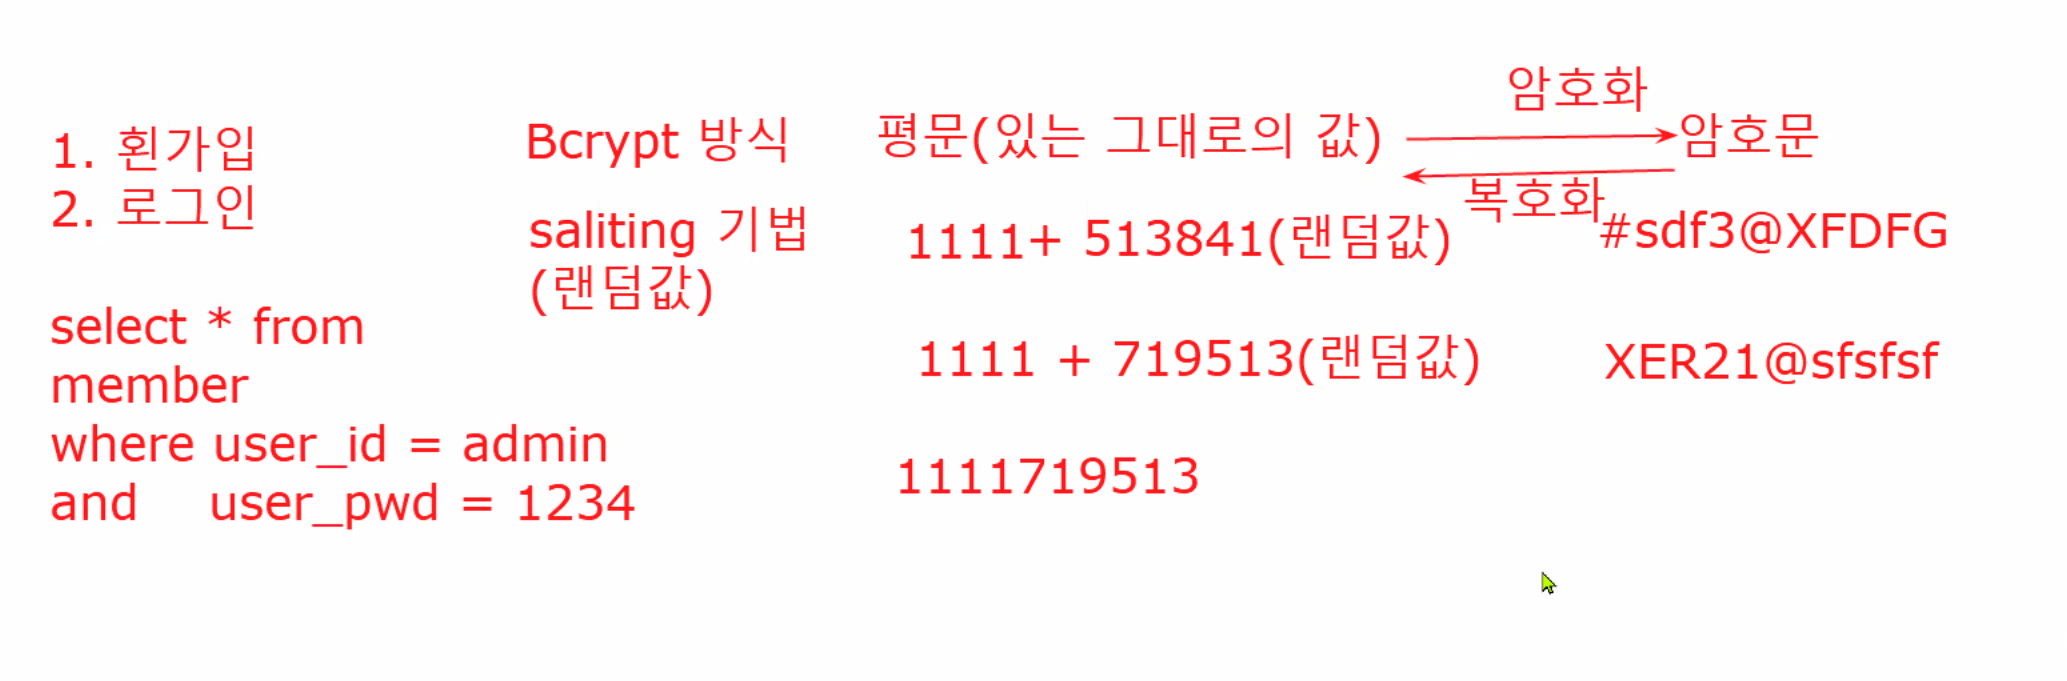 1. 횐가입
2. 로그인
select * from
member
where user_id = admin
and user_pwd = 1234
Bcrypt 방식
saliting 기법
(랜덤값)
평문(있는 그대로의 값)
암호화
암호문
복호화
1111+ 513841(랜덤값)
#sdf3@XFDFG
1111 + 719513(랜덤값)
XER21@sfsfsf
1111719513